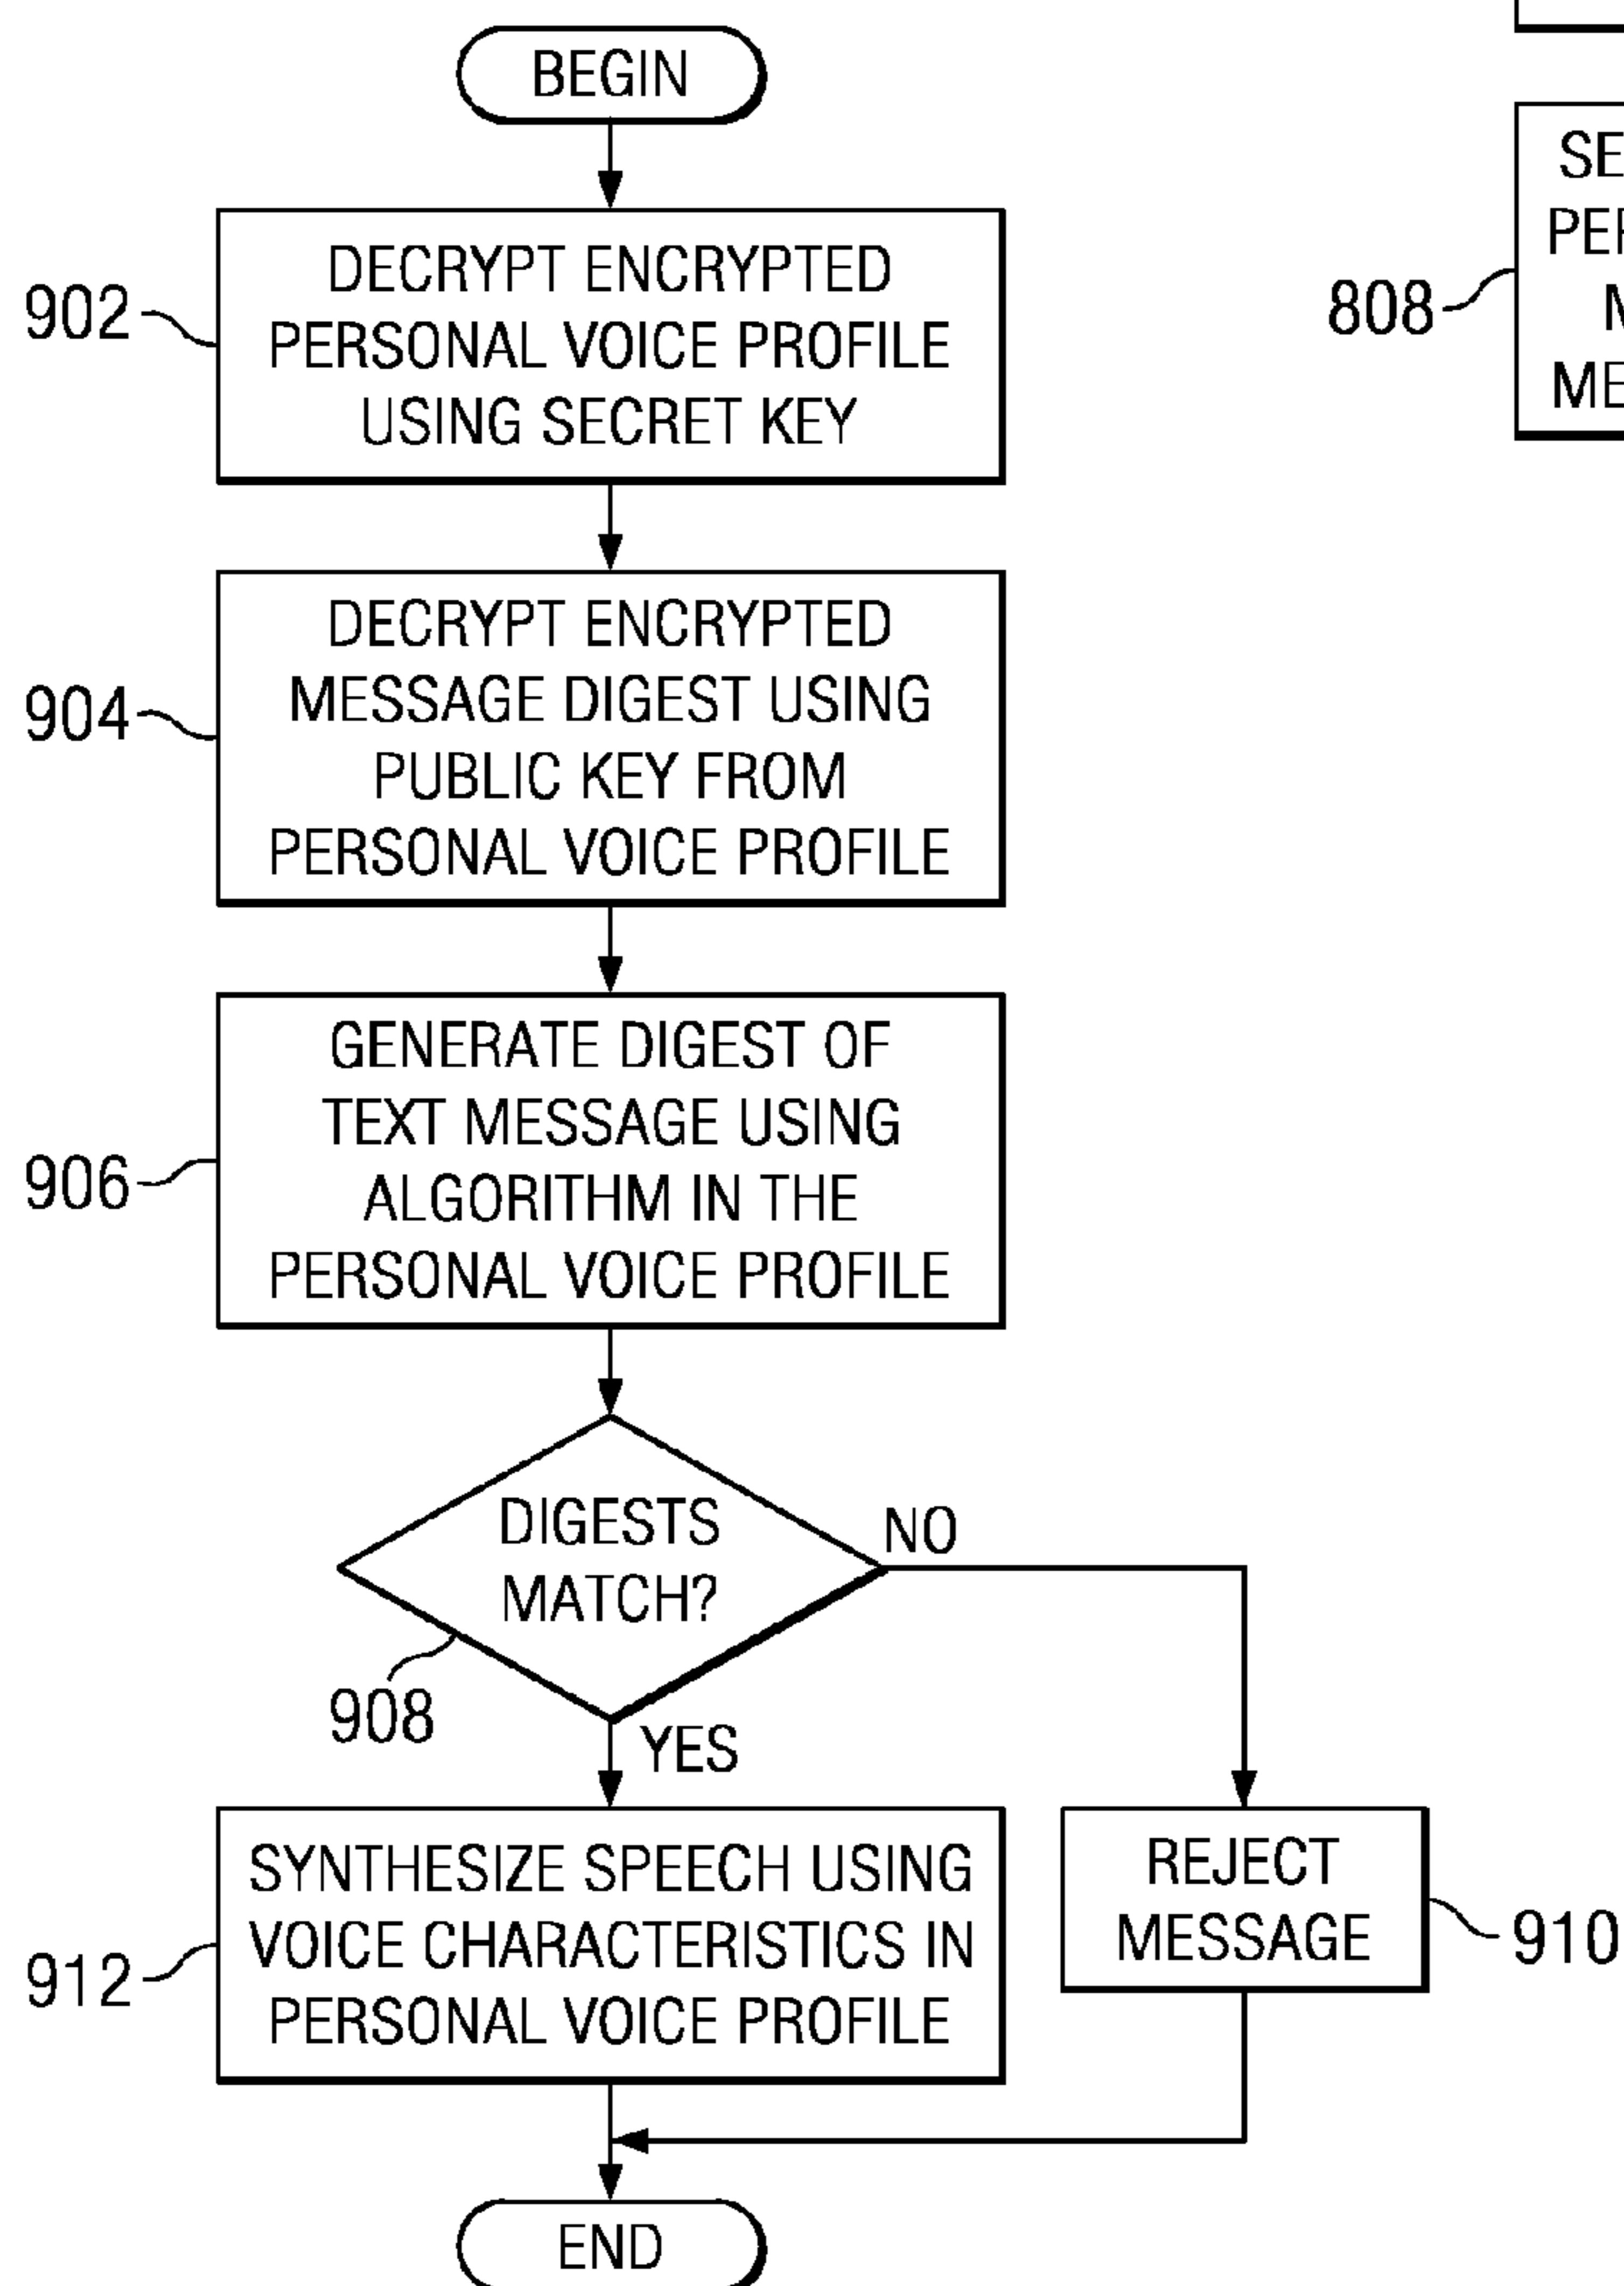 BEGIN
902
DECRYPT ENCRYPTED
PERSONAL VOICE PROFILE
USING SECRET KEY
904
DECRYPT ENCRYPTED
MESSAGE DIGEST USING
PUBLIC KEY FROM
PERSONAL VOICE PROFILE
906
GENERATE DIGEST OF
TEXT MESSAGE USING
ALGORITHM IN THE
PERSONAL VOICE PROFILE
DIGESTS
MATCH?
908
NO
YES
912
SYNTHESIZE SPEECH USING
VOICE CHARACTERISTICS IN
PERSONAL VOICE PROFILE
REJECT
MESSAGE
910
END
808